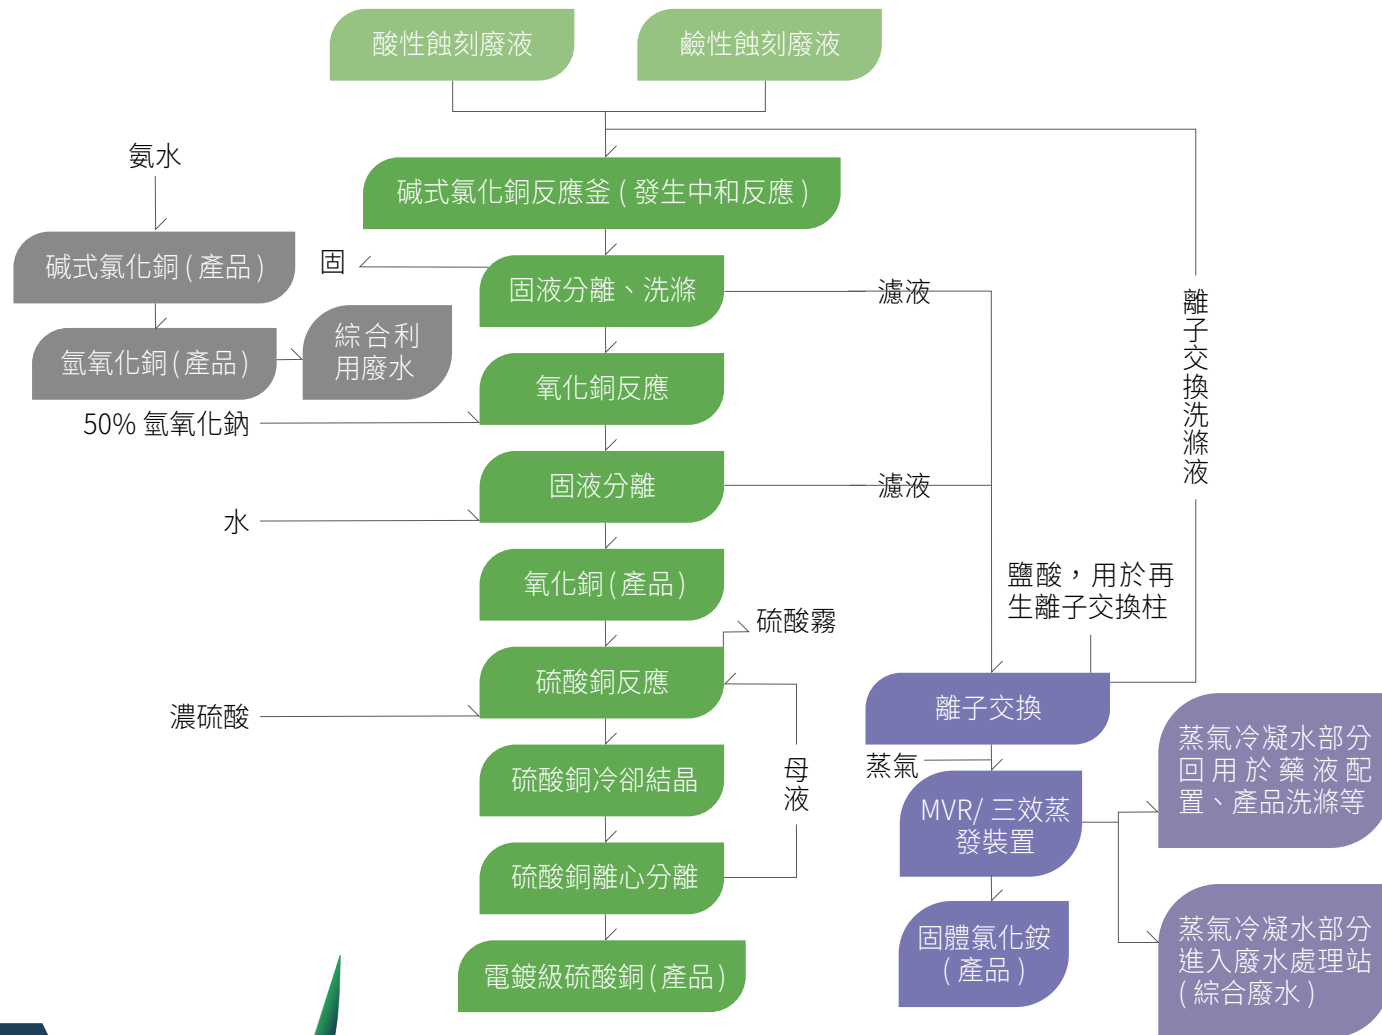 酸性蝕刻廢液
鹼性蝕刻廢液
氨水
碱式氯化銅反應釜 ( 發生中和反應 )
碱式氯化銅 ( 產品 )
固
固液分離、洗滌
濾液
離子交換洗滌液
氫氧化銅 ( 產品 )
綜合利
用廢水
氧化銅反應
50% 氫氧化鈉
固液分離
濾液
水
氧化銅 ( 產品 )
鹽酸，用於再
生離子交換柱
硫酸霧
硫酸銅反應
濃硫酸
離子交換
蒸氣
硫酸銅冷卻結晶
母液
MVR/ 三效蒸
發裝置
蒸氣冷凝水部分
回用於藥液配
置、產品洗滌等
硫酸銅離心分離
固體氯化銨
( 產品 )
蒸氣冷凝水部分
進入廢水處理站
( 綜合廢水 )
電鍍級硫酸銅 ( 產品 )